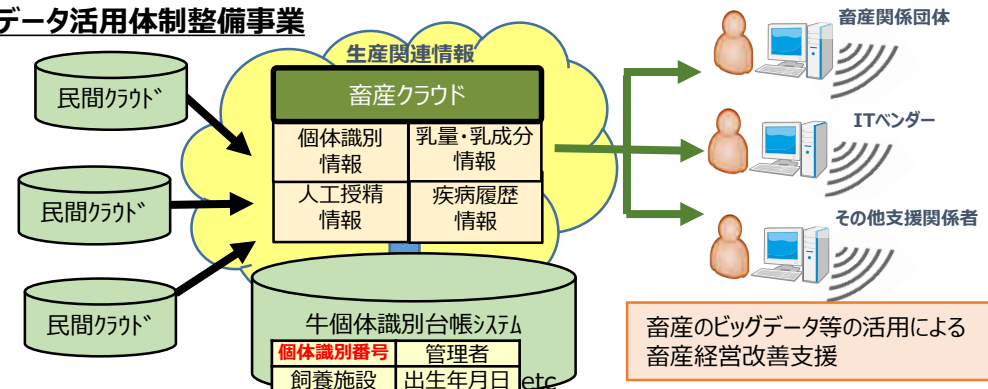 データ活用体制整備事業
生産関連情報
民間クラウド
民間クラウド
民間クラウド
畜産クラウド
個体識別
情報
乳量・乳成分
情報
人工授精
情報
疾病履歴
情報
牛個体識別台帳システム
個体識別番号
管理者
飼養施設
出生年月日
etc
畜産関係団体
ITベンダー
その他支援関係者
畜産のビッグデータ等の活用による
畜産経営改善支援